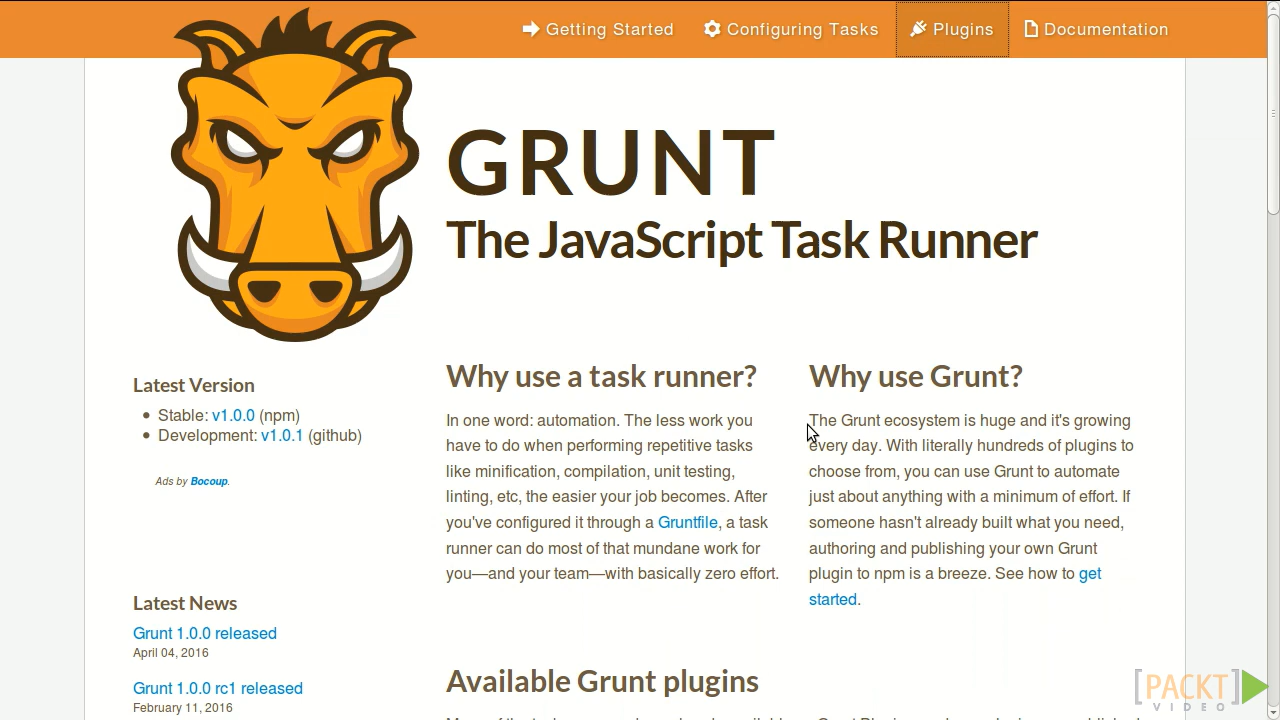 Getting Started
Configuring Tasks
Plugins
Documentation
GRUNT
The JavaScript Task Runner
Latest Version
Stable: v1.0.0 (npm)
Development: v1.0.1 (github)
Ads by Bocoup.
Latest News
Grunt 1.0.0 released
April 04, 2016
Grunt 1.0.0 rc1 released
February 11, 2016
Why use a task runner?
In one word: automation. The less work you
have to do when performing repetitive tasks
like minification, compilation, unit testing,
linting, etc, the easier your job becomes. After
you've configured it through a Gruntfile, a task
runner can do most of that mundane work for
you—and your team—with basically zero effort.
Why use Grunt?
The Grunt ecosystem is huge and it's growing
every day. With literally hundreds of plugins to
choose from, you can use Grunt to automate
just about anything with a minimum of effort. If
someone hasn't already built what you need,
authoring and publishing your own Grunt
plugin to npm is a breeze. See how to get
started.
Available Grunt plugins
[PACKT]
VIDEO